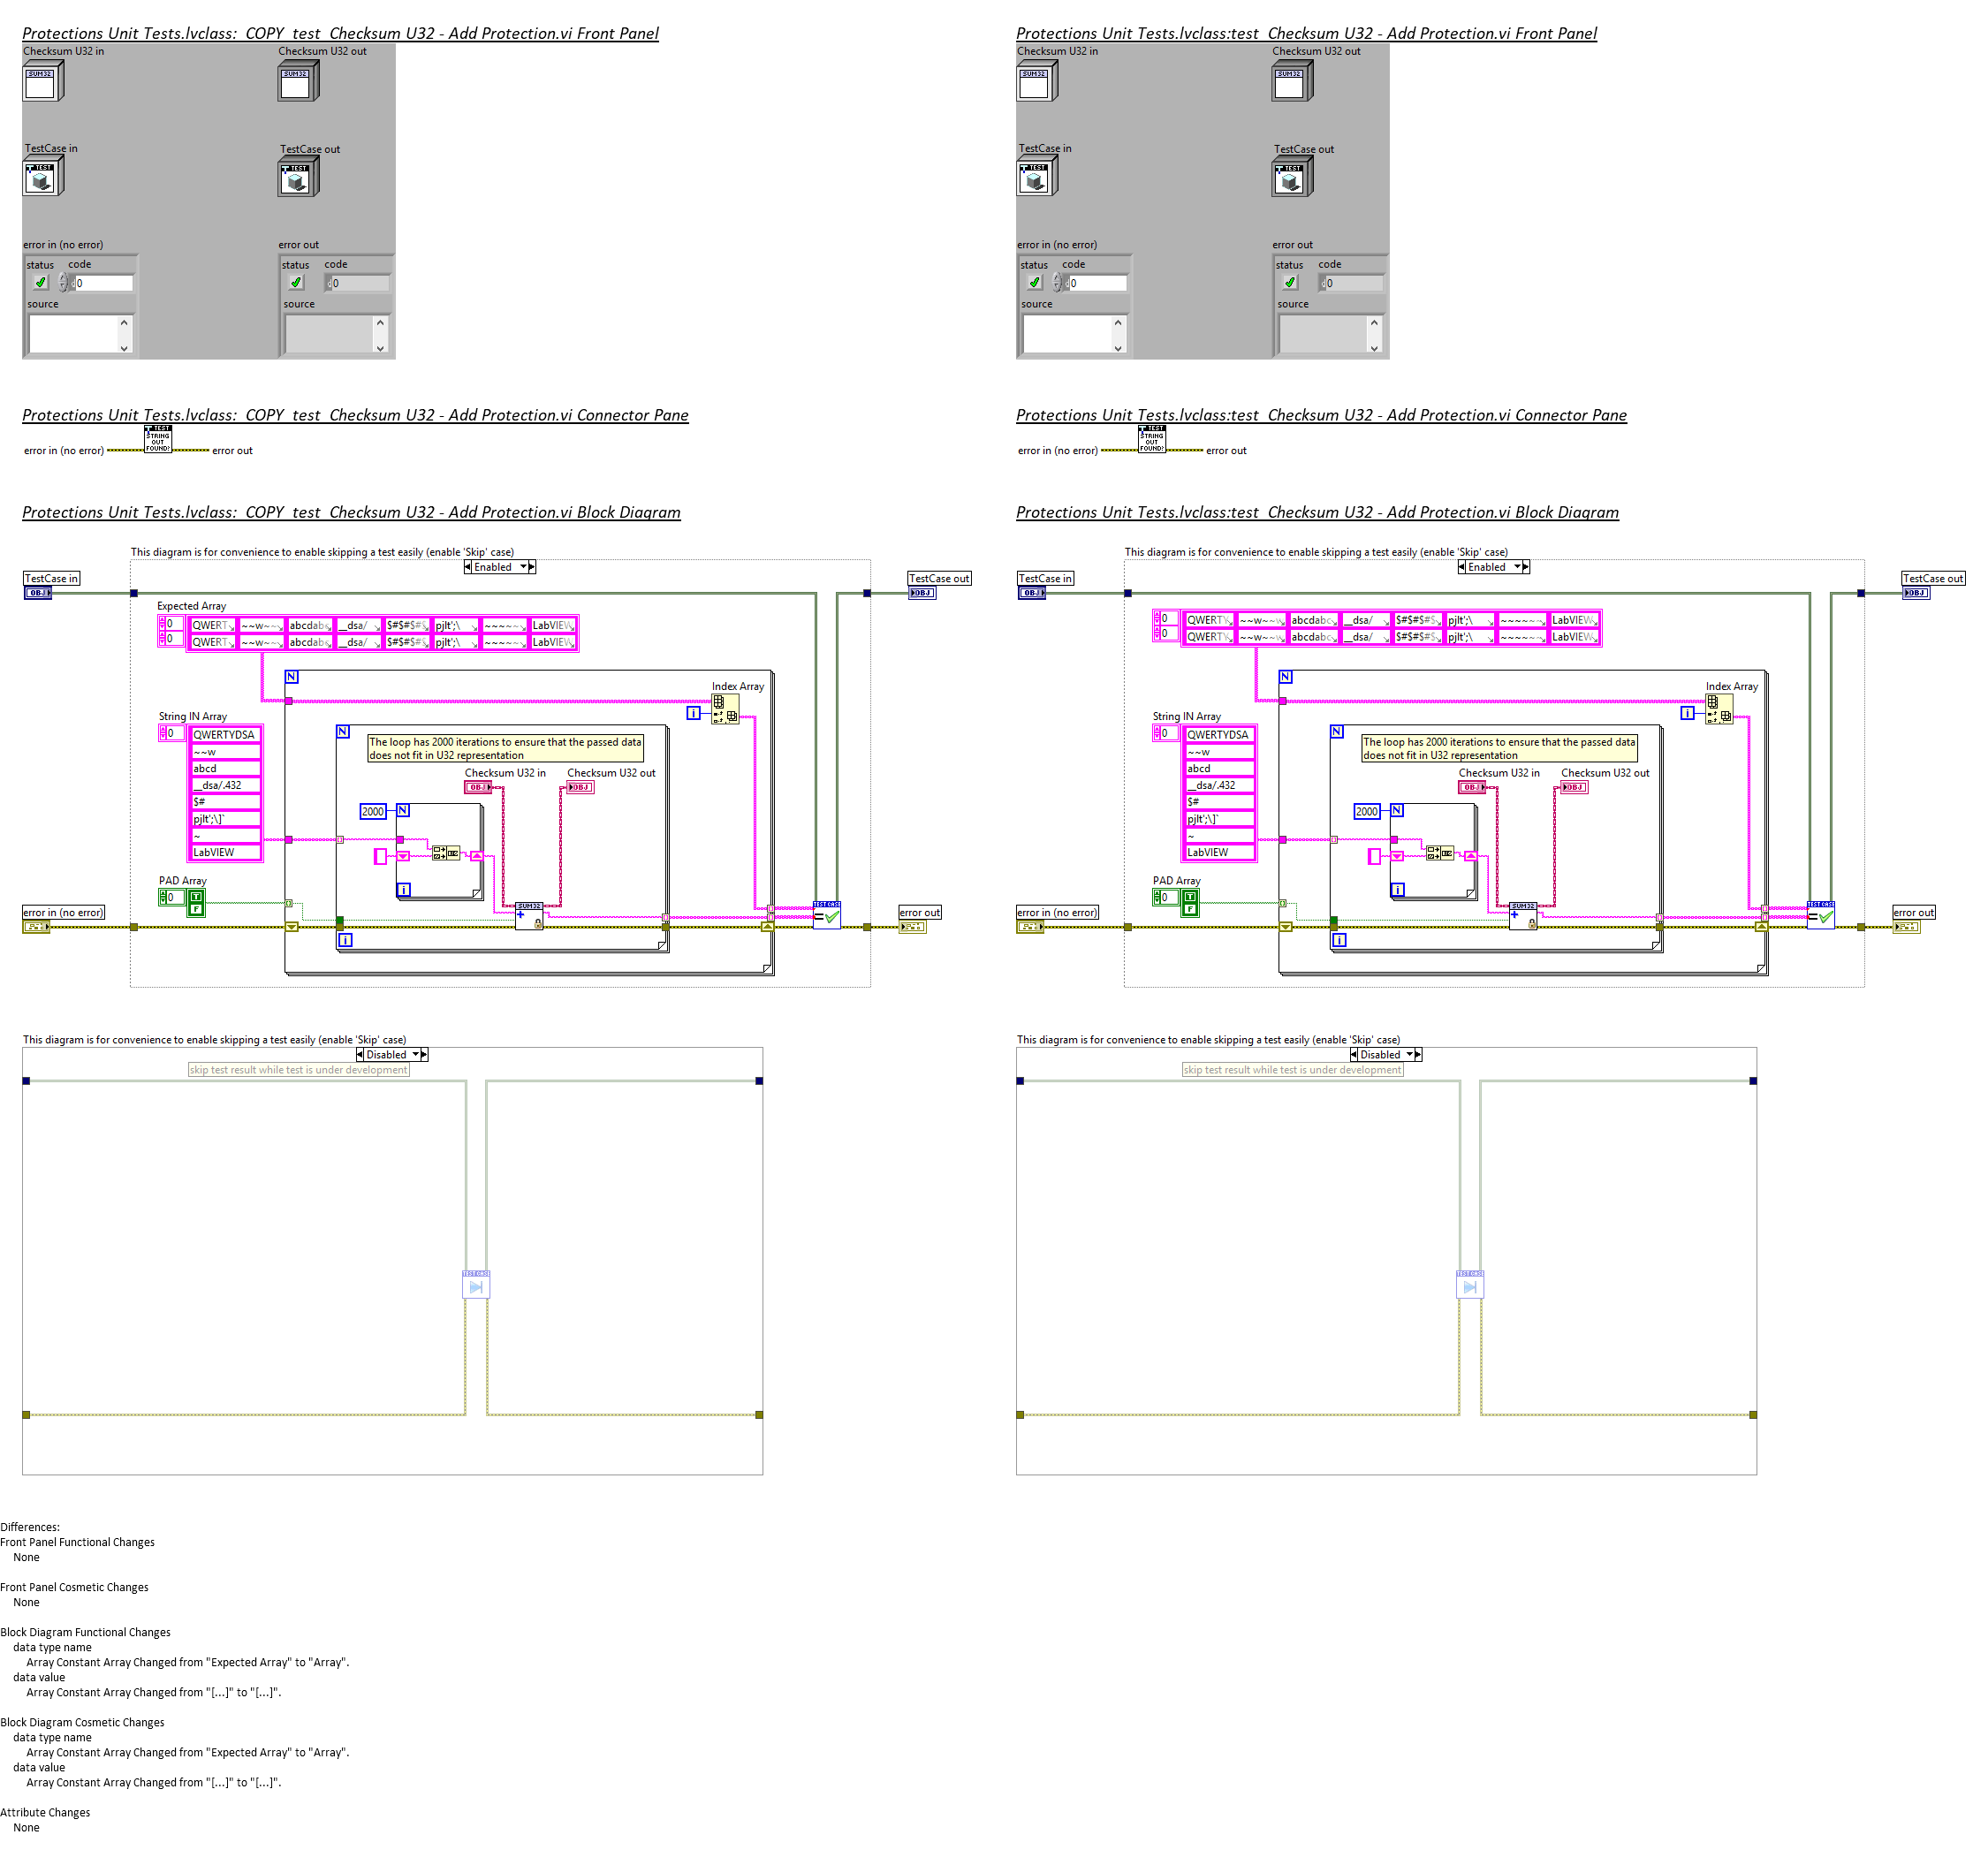 Protections Unit Tests.lvclass:  COPY  test  Checksum U32 - Add Protection.vi Front Panel
Checksum U32 in
Checksum U32 out
SUM32
SUM32
TestCase in
TestCase out
TEST
TEST
error in (no error)
error out
status code
0
source
status code
0
source
Protections Unit Tests.lvclass:  COPY  test  Checksum U32 - Add Protection.vi Connector Pane
error in (no error)
TEST
STRING
OUT
FOUND?
error out
Protections Unit Tests.lvclass:  COPY  test  Checksum U32 - Add Protection.vi Block Diagram
This diagram is for convenience to enable skipping a test easily (enable 'Skip' case)
Enabled
TestCase in
OBJ
TestCase out
OBJ
Expected Array
0 QWERT ~~w~ abcdab __dsa/ $#$#$# pjlt';\ ~~~~~ LabVIEW
0 QWERT ~~w~ abcdab __dsa/ $#$#$# pjlt';\ ~~~~~ LabVIEW
N
Index Array
i
String IN Array
0
QWERTYDSA
~~w
abcd
__dsa/.432
$#
pjlt';\]`
~
LabVIEW
N
The loop has 2000 iterations to ensure that the passed data
does not fit in U32 representation
Checksum U32 in
Checksum U32 out
OBJ
OBJ
2000
N
i
PAD Array
0
T
F
SUM32
TEST CASE
error in (no error)
error out
i
This diagram is for convenience to enable skipping a test easily (enable 'Skip' case)
Disabled
skip test result while test is under development
TEST CASE
Protections Unit Tests.lvclass:test  Checksum U32 - Add Protection.vi Front Panel
Checksum U32 in
Checksum U32 out
SUM32
SUM32
TestCase in
TestCase out
TEST
TEST
error in (no error)
error out
status code
0
source
status code
0
source
Protections Unit Tests.lvclass:test  Checksum U32 - Add Protection.vi Connector Pane
error in (no error)
TEST
STRING
OUT
FOUND?
error out
Protections Unit Tests.lvclass:test  Checksum U32 - Add Protection.vi Block Diagram
This diagram is for convenience to enable skipping a test easily (enable 'Skip' case)
Enabled
TestCase in
OBJ
TestCase out
OBJ
0 QWERT ~~w~ abcdabc __dsa/ $#$#$# pjlt';\ ~~~~~ LabVIEW
0 QWERT ~~w~ abcdabc __dsa/ $#$#$# pjlt';\ ~~~~~ LabVIEW
N
Index Array
i
String IN Array
0
QWERTYDSA
~~w
abcd
__dsa/.432
$#
pjlt';\]`
~
LabVIEW
N
The loop has 2000 iterations to ensure that the passed data
does not fit in U32 representation
Checksum U32 in
Checksum U32 out
OBJ
OBJ
2000
N
i
PAD Array
0
T
F
SUM32
TEST CASE
error in (no error)
error out
i
This diagram is for convenience to enable skipping a test easily (enable 'Skip' case)
Disabled
skip test result while test is under development
TEST CASE
Differences:
Front Panel Functional Changes
None
Front Panel Cosmetic Changes
None
Block Diagram Functional Changes
data type name
Array Constant Array Changed from "Expected Array" to "Array".
data value
Array Constant Array Changed from "[...]" to "[...]".
Block Diagram Cosmetic Changes
data type name
Array Constant Array Changed from "Expected Array" to "Array".
data value
Array Constant Array Changed from "[...]" to "[...]".
Attribute Changes
None